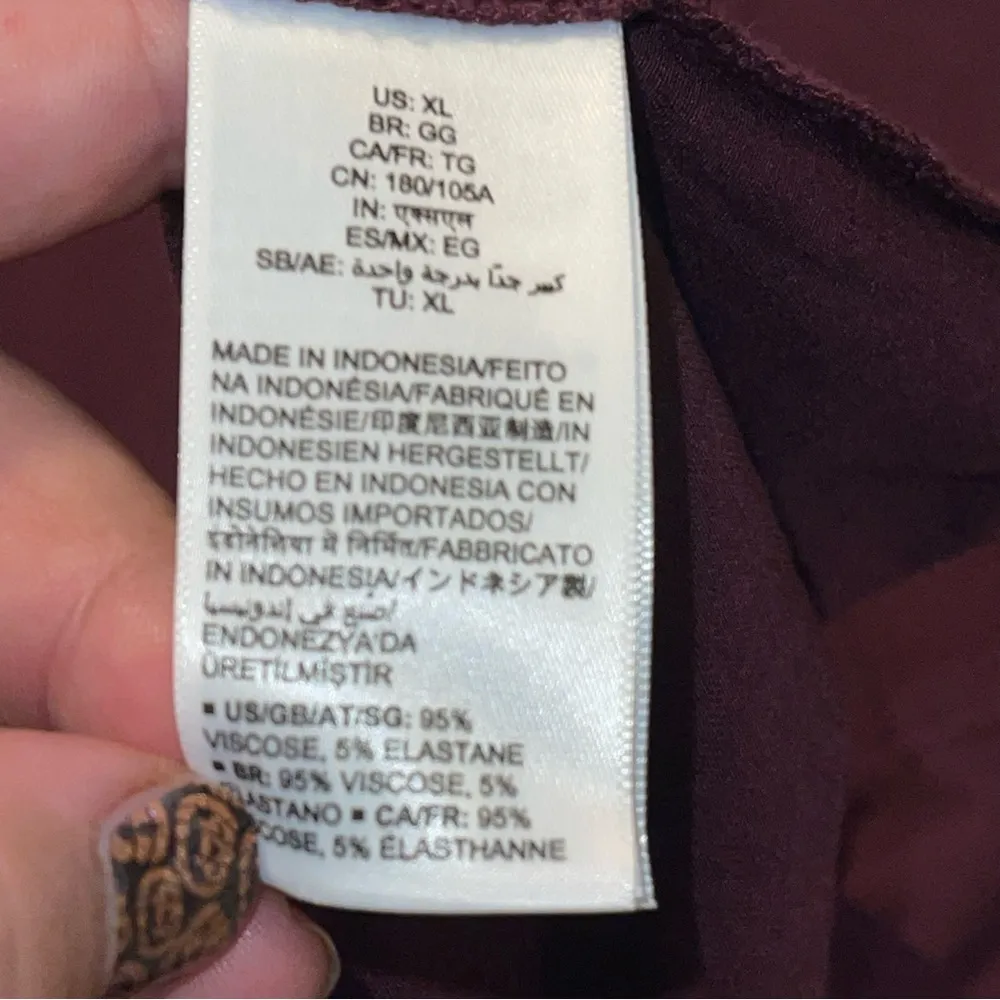 US: XL
BR: GG
CA/FR: TG
CN: 180/105A
IN: एक्सएल
ES/MX: EG
SB/AE: كبير جدًا بدرجة واحدة
TU: XL
MADE IN INDONESIA/FEITO
NA INDONÉSIA/FABRIQUÉ EN
INDONÉSIE/印度尼西亚制造/IN
INDONESIEN HERGESTELLT/
HECHO EN INDONESIA CON
INSUMOS IMPORTADOS/
इंडोनेशिया में निर्मित/FABBRICATO
IN INDONESIA/インドネシア製/
صنع في إندونيسيا/
ENDONEZYA'DA
ÜRETİLMİŞTİR
▪ US/GB/AT/SG: 95%
VISCOSE, 5% ELASTANE
▪ BR: 95% VISCOSE, 5%
LASTANO ▪ CA/FR: 95%
COSE, 5% ÉLASTHANNE